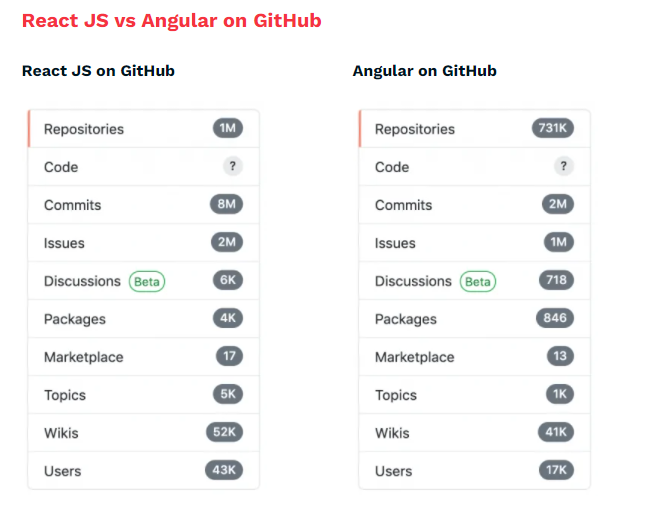 React JS vs Angular on GitHub
React JS on GitHub
Repositories 1M
Code ?
Commits 8M
Issues 2M
Discussions Beta 6K
Packages 4K
Marketplace 17
Topics 5K
Wikis 52K
Users 43K
Angular on GitHub
Repositories 731K
Code ?
Commits 2M
Issues 1M
Discussions Beta 718
Packages 846
Marketplace 13
Topics 1K
Wikis 41K
Users 17K